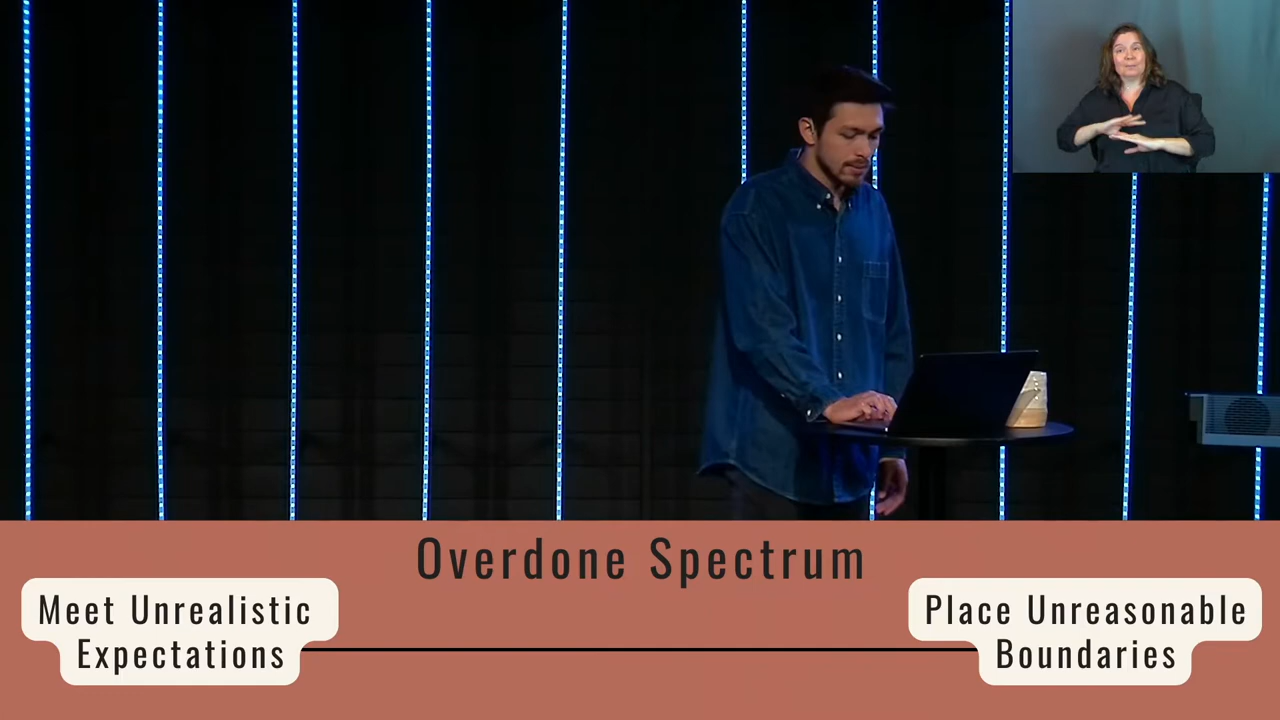 Overdone Spectrum
Meet Unrealistic
Expectations
Place Unreasonable
Boundaries